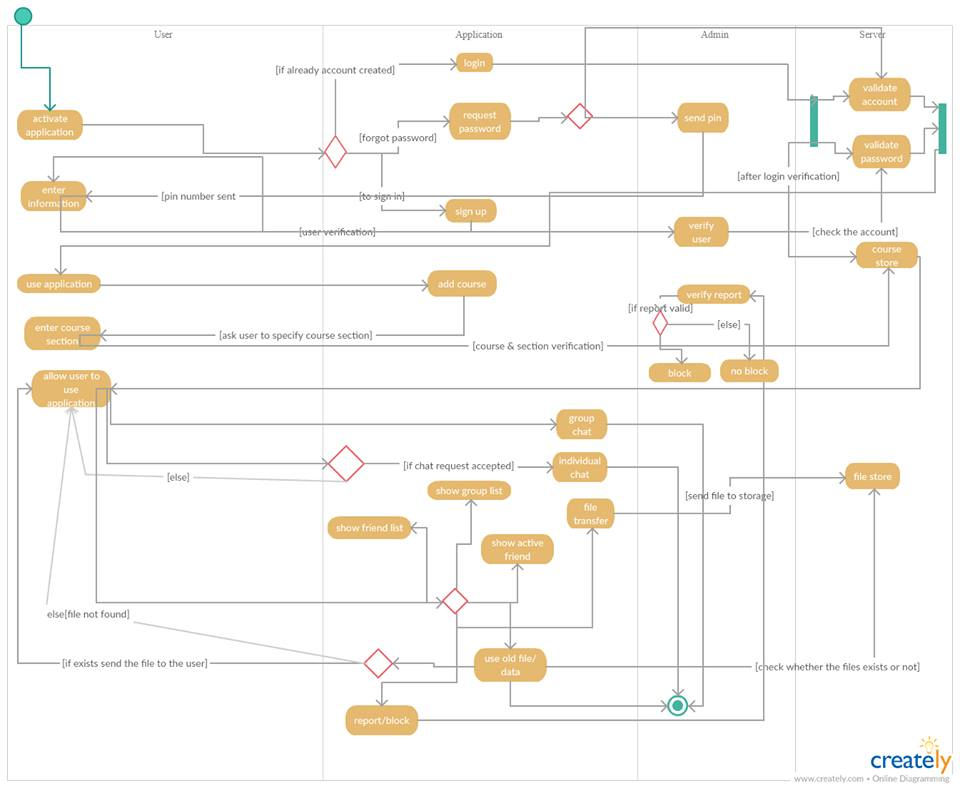 User
Application
Admin
Server
login
[if already account created]
validate
account
activate
application
request
password
send pin
[forgot password]
validate
password
[after login verification]
enter
information
[pin number sent
[to sign in]
sign up
[user verification]
verify
user
[check the account]
course
store
use application
add course
verify report
[if report valid]
[else]
enter course
section
[ask user to specify course section]
[course & section verification]
block
no block
allow user to
use
application
group
chat
[if chat request accepted]
individual
chat
[else]
file store
show group list
[send file to storage]
file
transfer
show friend list
show active
friend
else[file not found]
[if exists send the file to the user]
use old file/
data
[check whether the files exists or not]
report/block
creately
www.creately.com • Online Diagramming